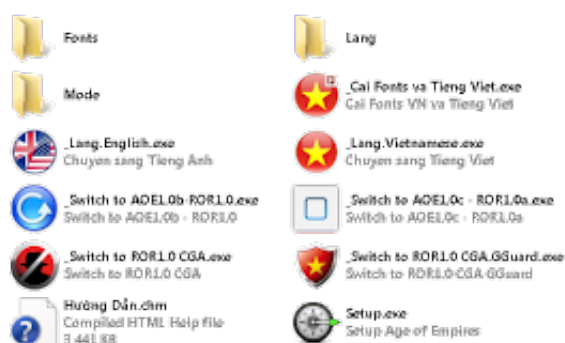 Fonts
Lang
Mode
_Cai Fonts va Tieng Viet.exe
Cai Fonts VN va Tieng Viet
_Lang.English.exe
Chuyen sang Tieng Anh
_Lang.Vietnamese.exe
Chuyen sang Tieng Viet
_Switch to AOE1.0b-ROR1.0.exe
Switch to AOE1.0b - ROR1.0
_Switch to AOE1.0c - ROR1.0a.exe
Switch to AOE1.0c - ROR1.0a
_Switch to ROR1.0 CGA.exe
Switch to ROR1.0 CGA
_Switch to ROR1.0 CGA.GGuard.exe
Switch to ROR1.0-CGA-GGuard
Hướng Dẫn.chm
Compiled HTML Help file
3.441 KB
Setup.exe
Setup Age of Empires